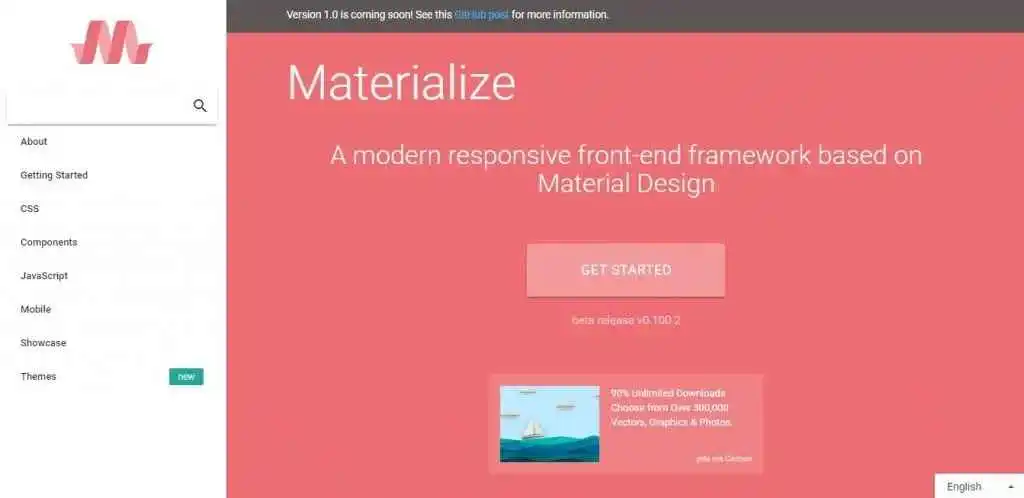 Version 1.0 is coming soon! See this GitHub post for more information.
About
Getting Started
CSS
Components
JavaScript
Mobile
Showcase
Themes
new
Materialize
A modern responsive front-end framework based on
Material Design
GET STARTED
beta release v0.100.2
90% Unlimited Downloads
Choose from Over 300,000
Vectors, Graphics & Photos.
ads via Carbon
English